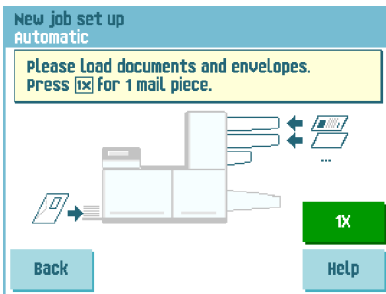 New job set up
Automatic
Please load documents and envelopes.
Press 1x for 1 mail piece.
...
1X
Back
Help